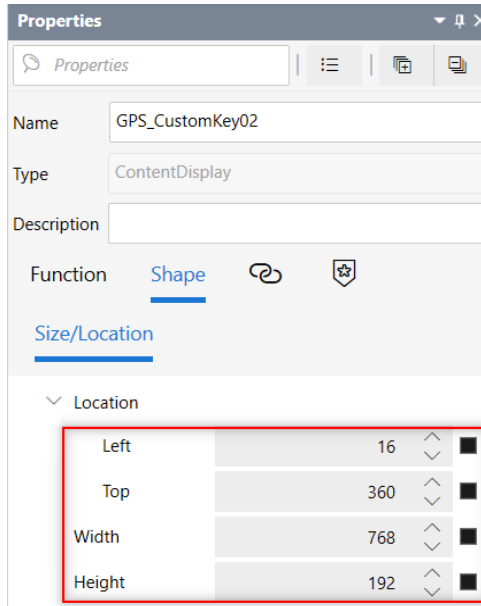 Properties
Properties
Name GPS_CustomKey02
Type ContentDisplay
Description
Function Shape
Size/Location
Location
Left 16
Top 360
Width 768
Height 192